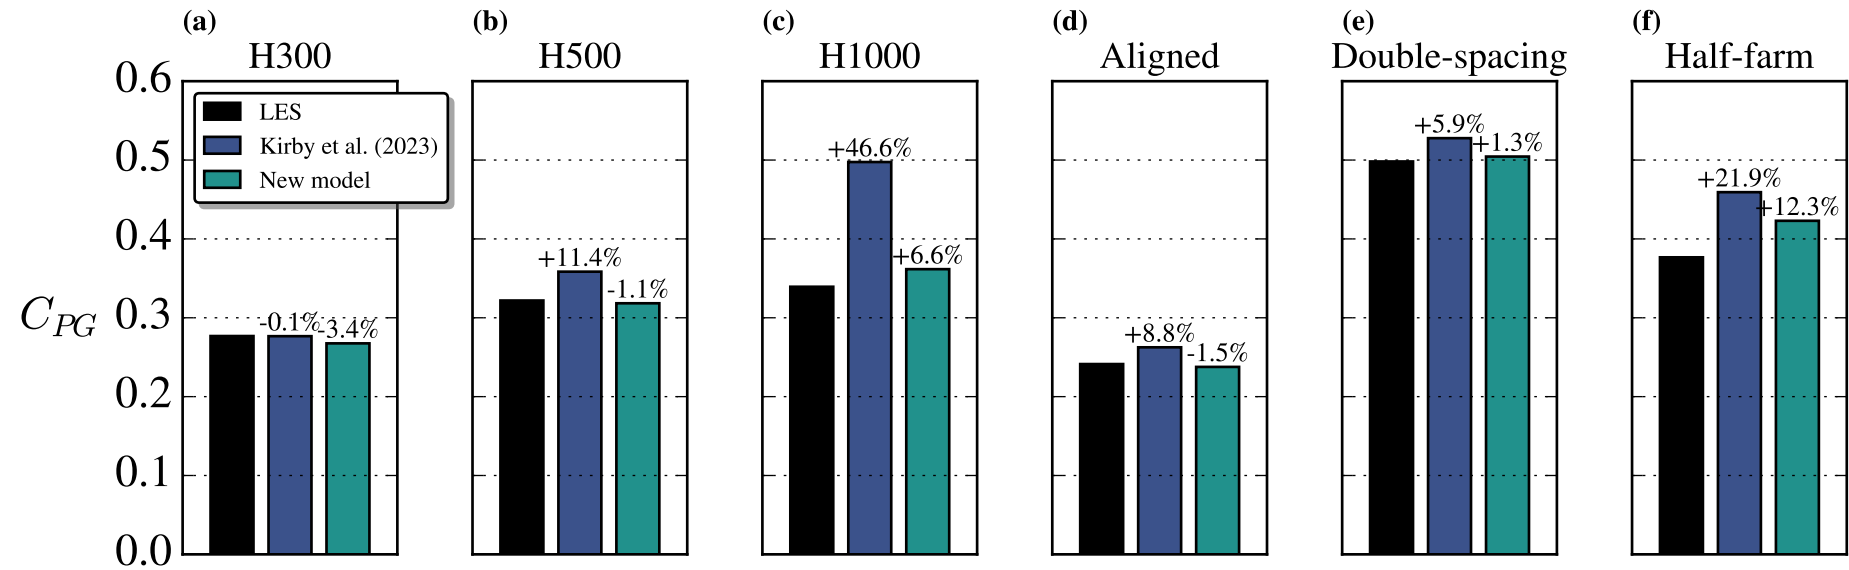 (a)
H300
(b)
H500
(c)
H1000
(d)
Aligned
(e)
Double-spacing
(f)
Half-farm
C_PG
0.6
0.5
0.4
0.3
0.2
0.1
0.0
LES
Kirby et al. (2023)
New model
-0.1%
-3.4%
+11.4%
-1.1%
+46.6%
+6.6%
+8.8%
-1.5%
+5.9%
+1.3%
+21.9%
+12.3%